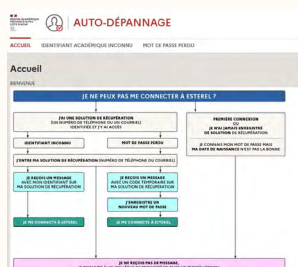 AUTO-DÉPANNAGE
ACCUEIL IDENTIFIANT ACADÉMIQUE INCONNU MOT DE PASSE PERDU
Accueil
BIENVENUE
JE NE PEUX PAS ME CONNECTER À ESTEREL ?
J'AI UNE SOLUTION DE RÉCUPÉRATION
(UN NUMÉRO DE TÉLÉPHONE OU UN COURRIEL)
IDENTIFIÉE ET J'Y AI ACCÈS
PREMIÈRE CONNEXION
OU
JE N'AI JAMAIS ENREGISTRÉ
DE SOLUTION DE RÉCUPÉRATION
JE CONNAIS MON MOT DE PASSE MAIS
MA DATE DE NAISSANCE N'EST PAS LA BONNE
IDENTIFIANT INCONNU
MOT DE PASSE PERDU
J'ENTRE MA SOLUTION DE RÉCUPÉRATION (NUMÉRO DE TÉLÉPHONE OU COURRIEL)
JE REÇOIS UN MESSAGE
AVEC MON IDENTIFIANT SUR
MA SOLUTION DE RÉCUPÉRATION
JE REÇOIS UN MESSAGE
AVEC UN CODE TEMPORAIRE SUR
MA SOLUTION DE RÉCUPÉRATION
J'ENREGISTRE UN
NOUVEAU MOT DE PASSE
JE ME CONNECTE À ESTEREL
JE ME CONNECTE À ESTEREL
JE NE REÇOIS PAS DE MESSAGE,